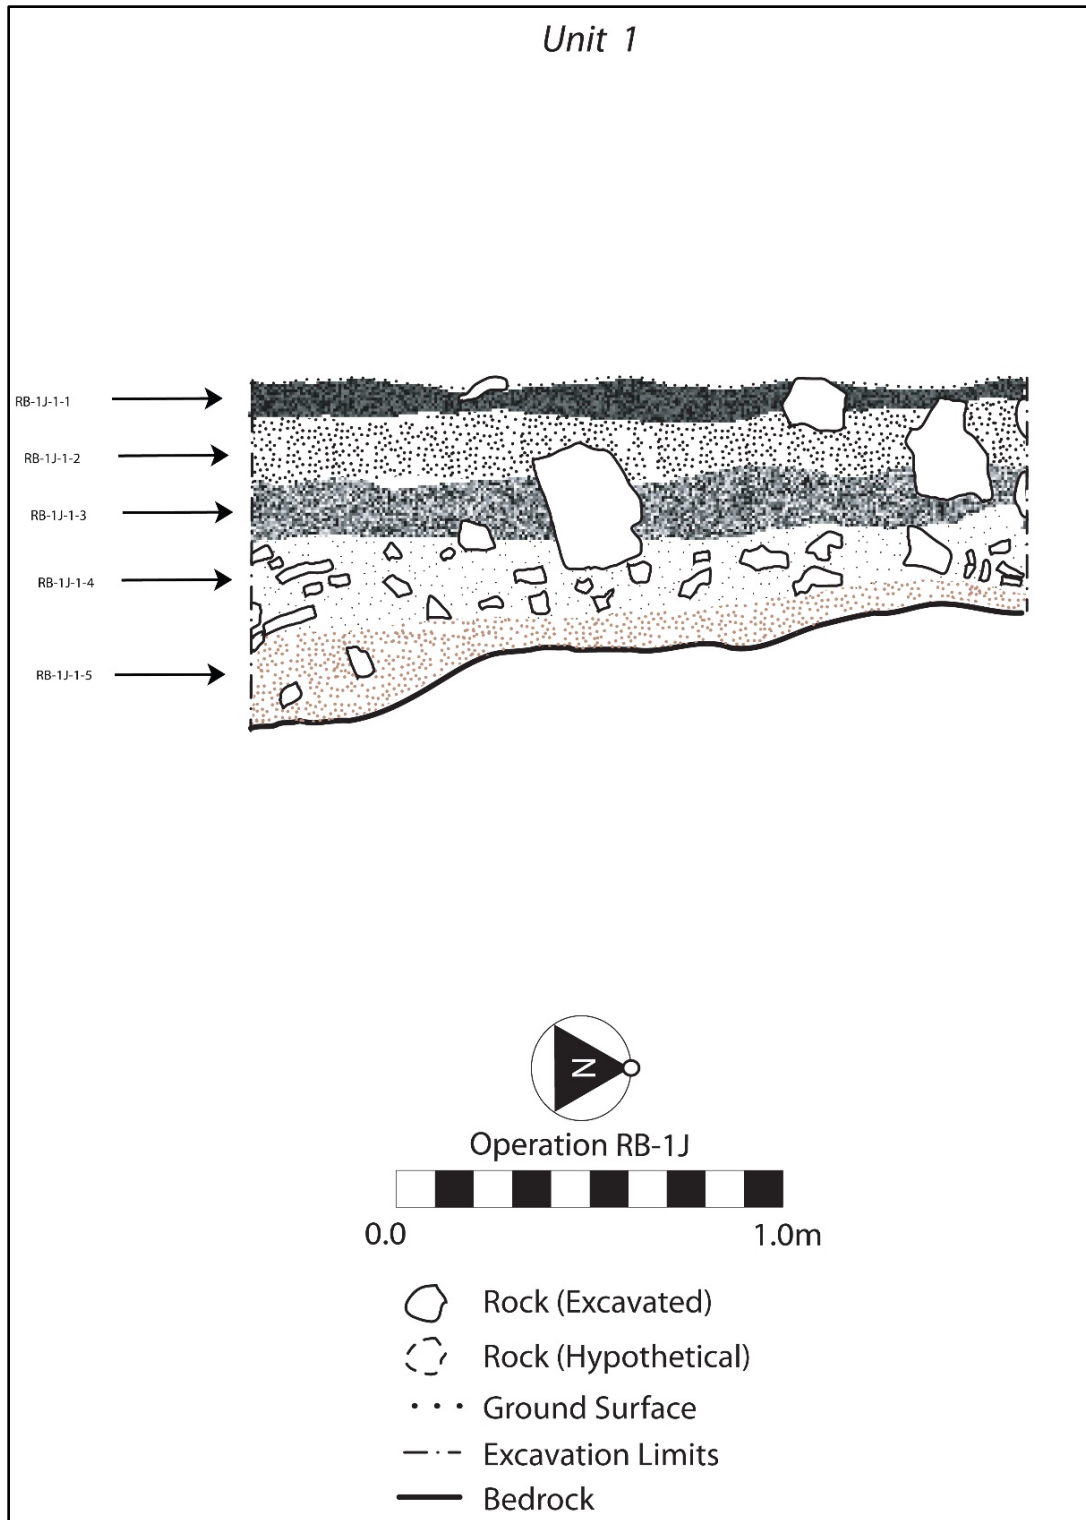 Unit 1
RB-1J-1-1
RB-1J-1-2
RB-1J-1-3
RB-1J-1-4
RB-1J-1-5
N
Operation RB-1J
0.0 1.0m
Rock (Excavated)
Rock (Hypothetical)
Ground Surface
Excavation Limits
Bedrock